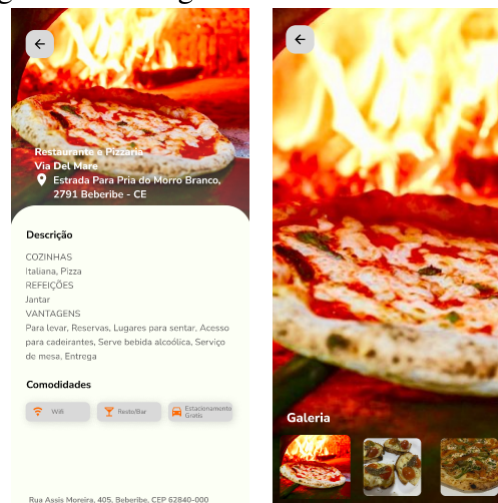 Restaurante e Pizzaria
Via Del Mare
Estrada Para Pria do Morro Branco,
2791 Beberibe - CE
Descrição
COZINHAS
Italiana, Pizza
REFEIÇÕES
Jantar
VANTAGENS
Para levar, Reservas, Lugares para sentar, Acesso
para cadeirantes, Serve bebida alcoólica, Serviço
de mesa, Entrega
Comodidades
Wifi
Resto/Bar
Estacionamento
Gratis
Rua Assis Moreira, 405, Beberibe, CEP 62840-000
Galeria